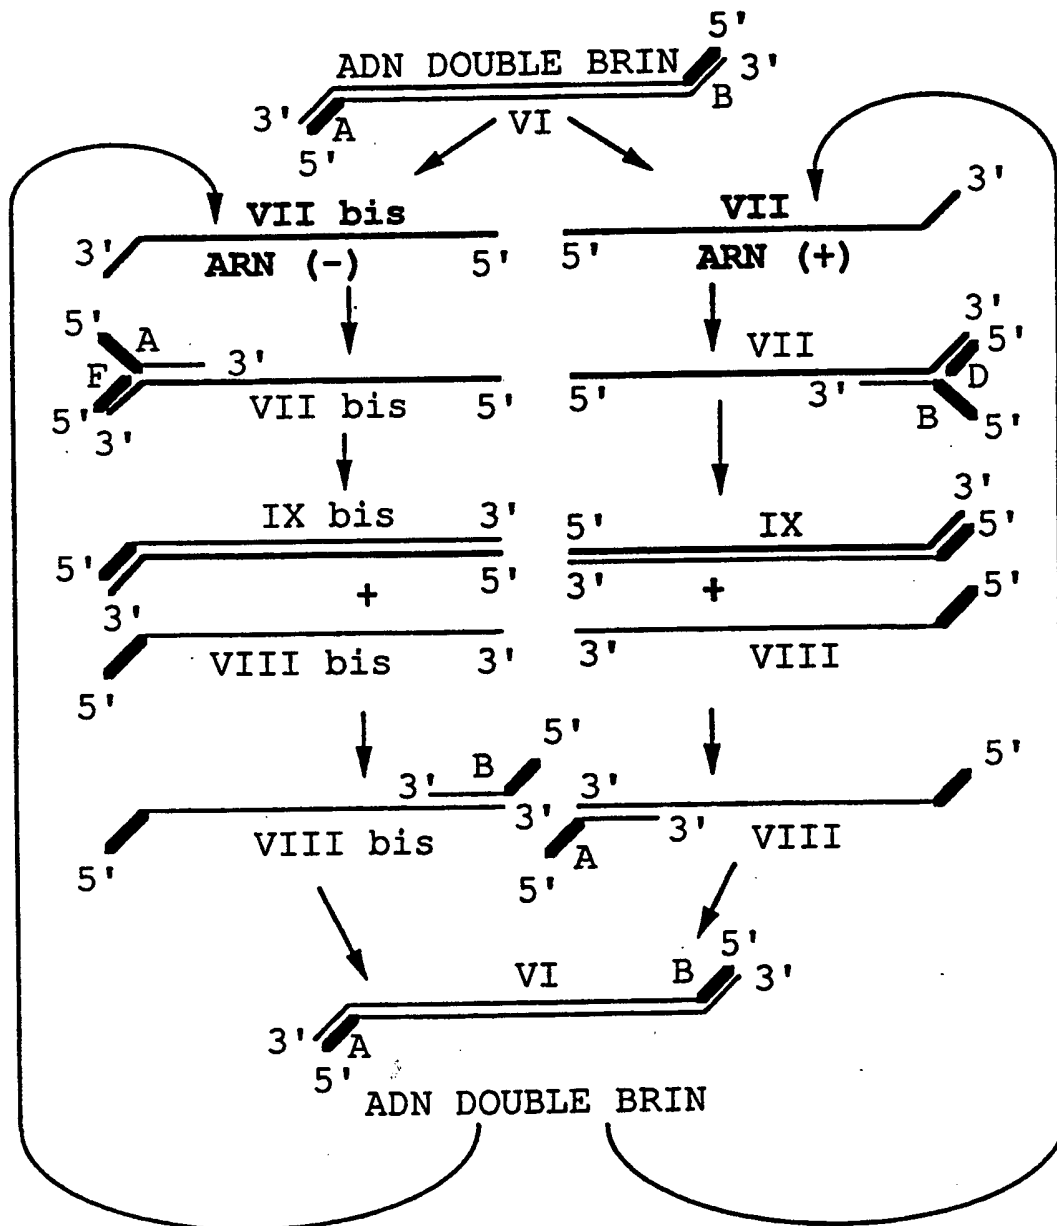 5'
ADN DOUBLE BRIN 3'
3' A VI B
5'
VII bis VII 3'
3' ARN (-) 5' 5' ARN (+)
5' A 3' VII 3' 5'
F VII bis 5' 5' 3' D
5' 3' B 5'
IX bis 3' 5' IX 3' 5'
5' 3' + 5' 3' + 5'
VIII bis 3' 3' VIII
5'
5' 5'
3' B 3'
VIII bis 3' 3' VIII
5' A
5'
VI B 5' 3'
3' A
5'
ADN DOUBLE BRIN